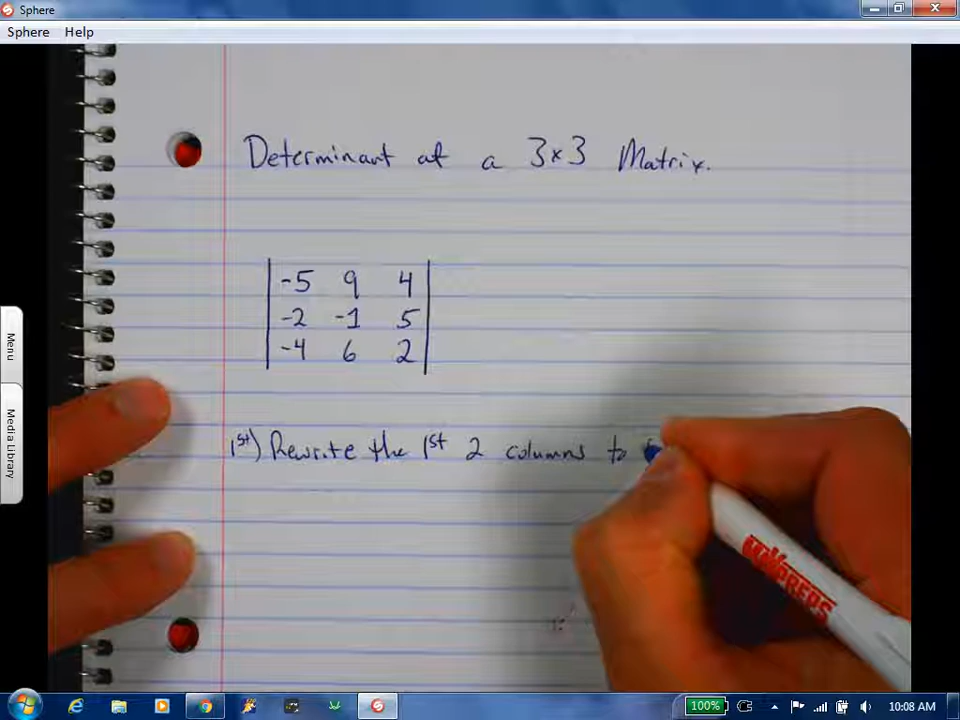 Sphere
Sphere Help
Determinant at a 3x3 Matrix.
-5 9 4
-2 -1 5
-4 6 2
1st) Rewrite the 1st 2 columns to
Menu
Media Library
100%
10:08 AM